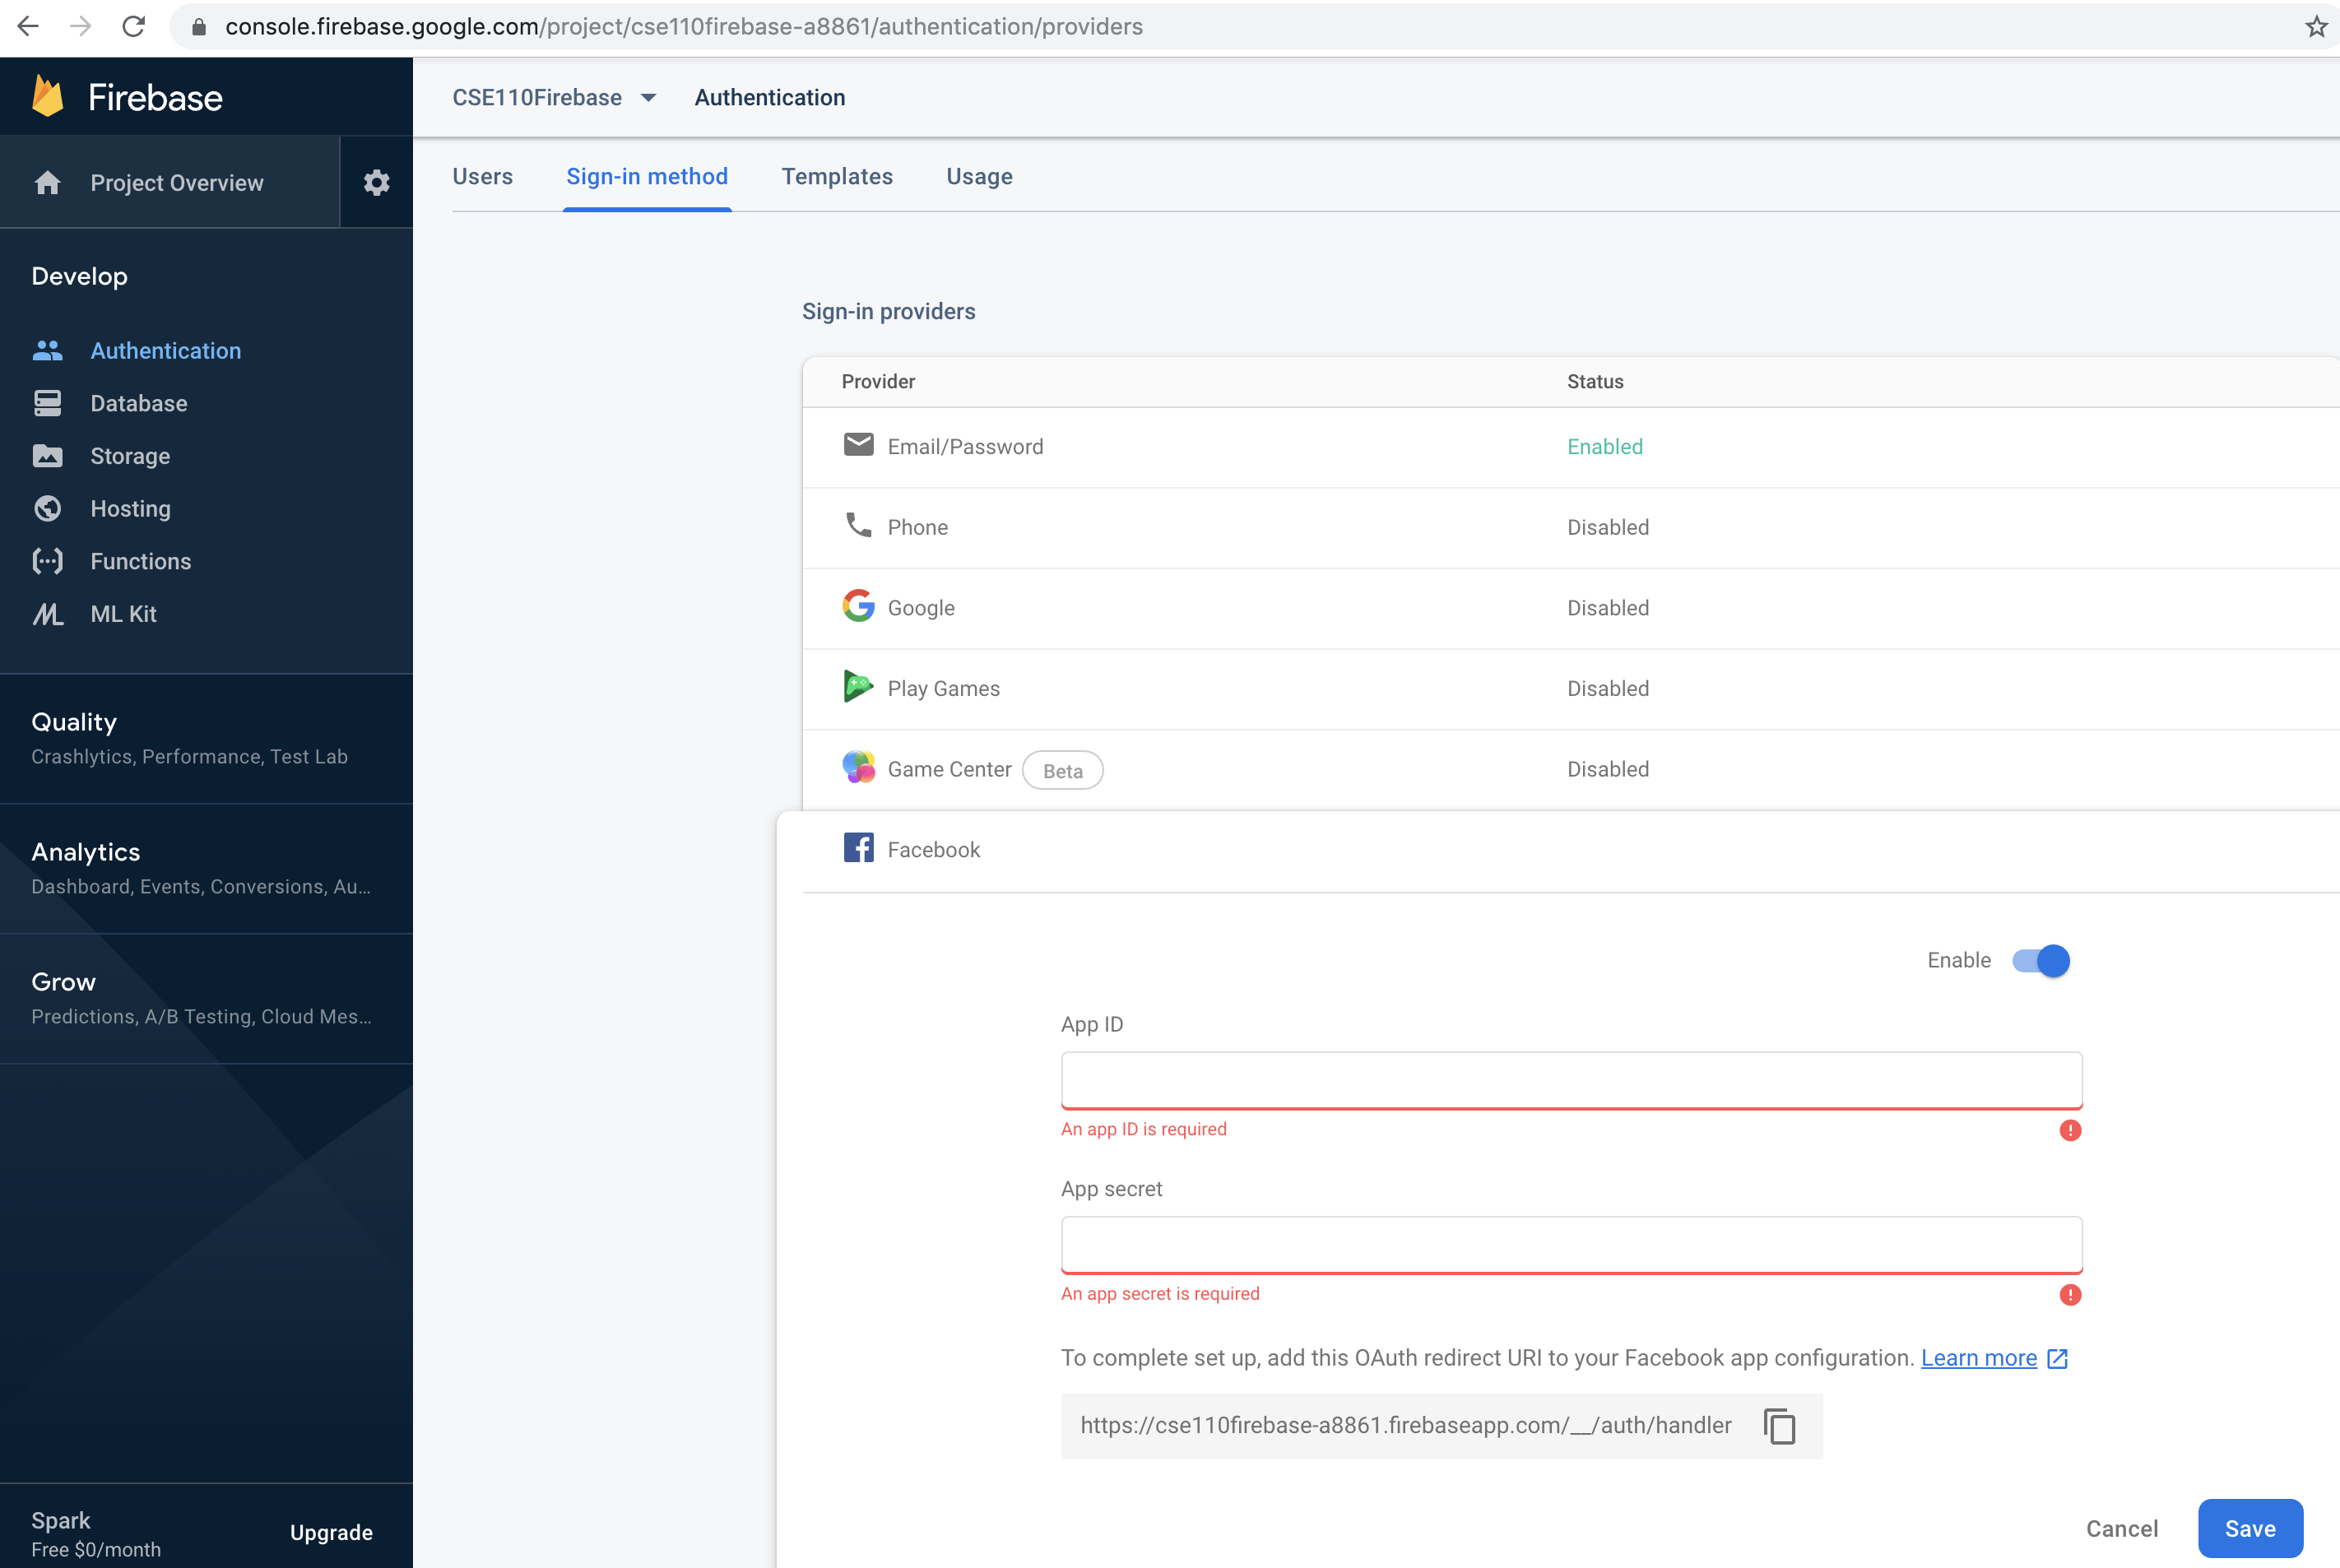 console.firebase.google.com/project/cse110firebase-a8861/authentication/providers
Firebase
CSE110Firebase
Authentication
Project Overview
Users
Sign-in method
Templates
Usage
Develop
Authentication
Database
Storage
Hosting
Functions
ML Kit
Quality
Crashlytics, Performance, Test Lab
Analytics
Dashboard, Events, Conversions, Au...
Grow
Predictions, A/B Testing, Cloud Mes...
Spark
Free $0/month
Upgrade
Sign-in providers
Provider Status
Email/Password Enabled
Phone Disabled
Google Disabled
Play Games Disabled
Game Center Beta Disabled
Facebook
Enable
App ID
An app ID is required
App secret
An app secret is required
To complete set up, add this OAuth redirect URI to your Facebook app configuration. Learn more
https://cse110firebase-a8861.firebaseapp.com/__/auth/handler
Cancel Save